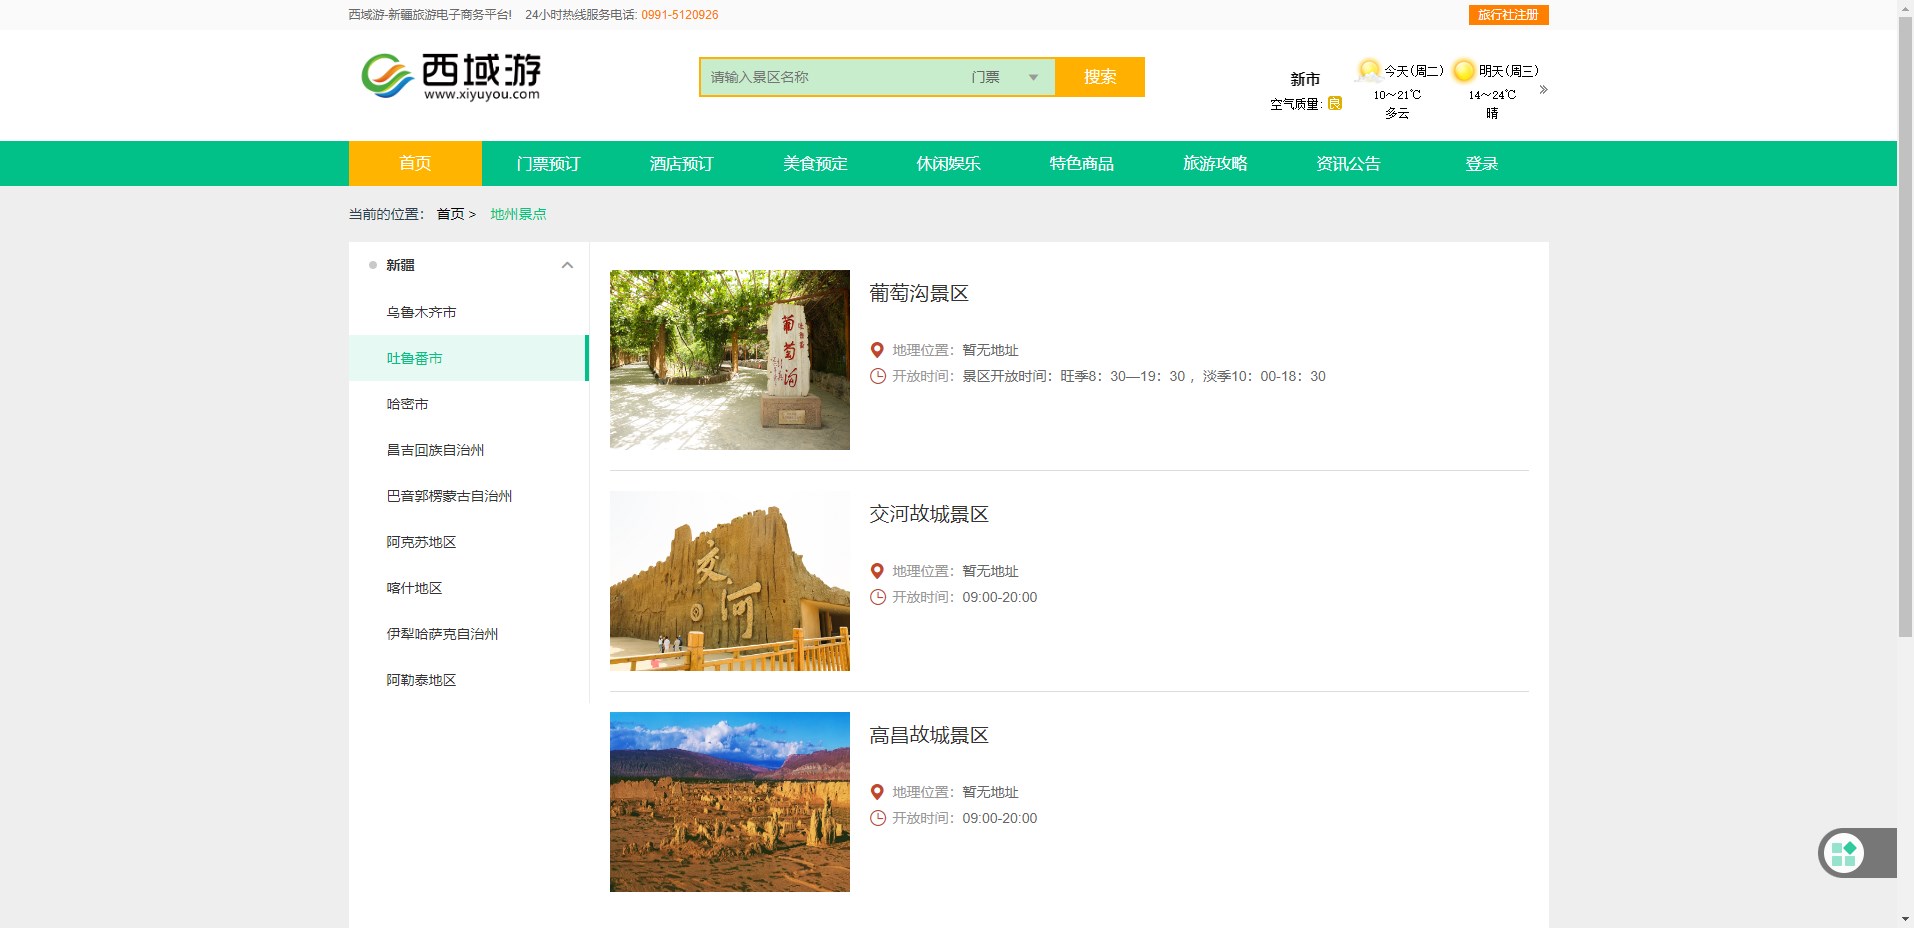 西域游-新疆旅游电子商务平台! 24小时热线服务电话: 0991-5120926
旅行社注册
西域游
www.xiyuyou.com
请输入景区名称 门票 搜索
新市
空气质量: 良
今天(周二)
10～21℃
多云
明天(周三)
14～24℃
晴
首页 门票预订 酒店预订 美食预定 休闲娱乐 特色商品 旅游攻略 资讯公告 登录
当前的位置： 首页 > 地州景点
新疆
乌鲁木齐市
吐鲁番市
哈密市
昌吉回族自治州
巴音郭楞蒙古自治州
阿克苏地区
喀什地区
伊犁哈萨克自治州
阿勒泰地区
葡萄沟
葡萄沟景区
地理位置：暂无地址
开放时间：景区开放时间：旺季8：30—19：30 ，淡季10：00-18：30
交河
交河故城景区
地理位置：暂无地址
开放时间：09:00-20:00
高昌故城景区
地理位置：暂无地址
开放时间：09:00-20:00